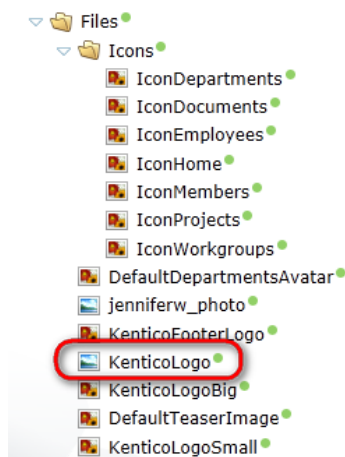 Files
Icons
IconDepartments
IconDocuments
IconEmployees
IconHome
IconMembers
IconProjects
IconWorkgroups
DefaultDepartmentsAvatar
jenniferw_photo
KenticoFooterLogo
KenticoLogo
KenticoLogoBig
DefaultTeaserImage
KenticoLogoSmall